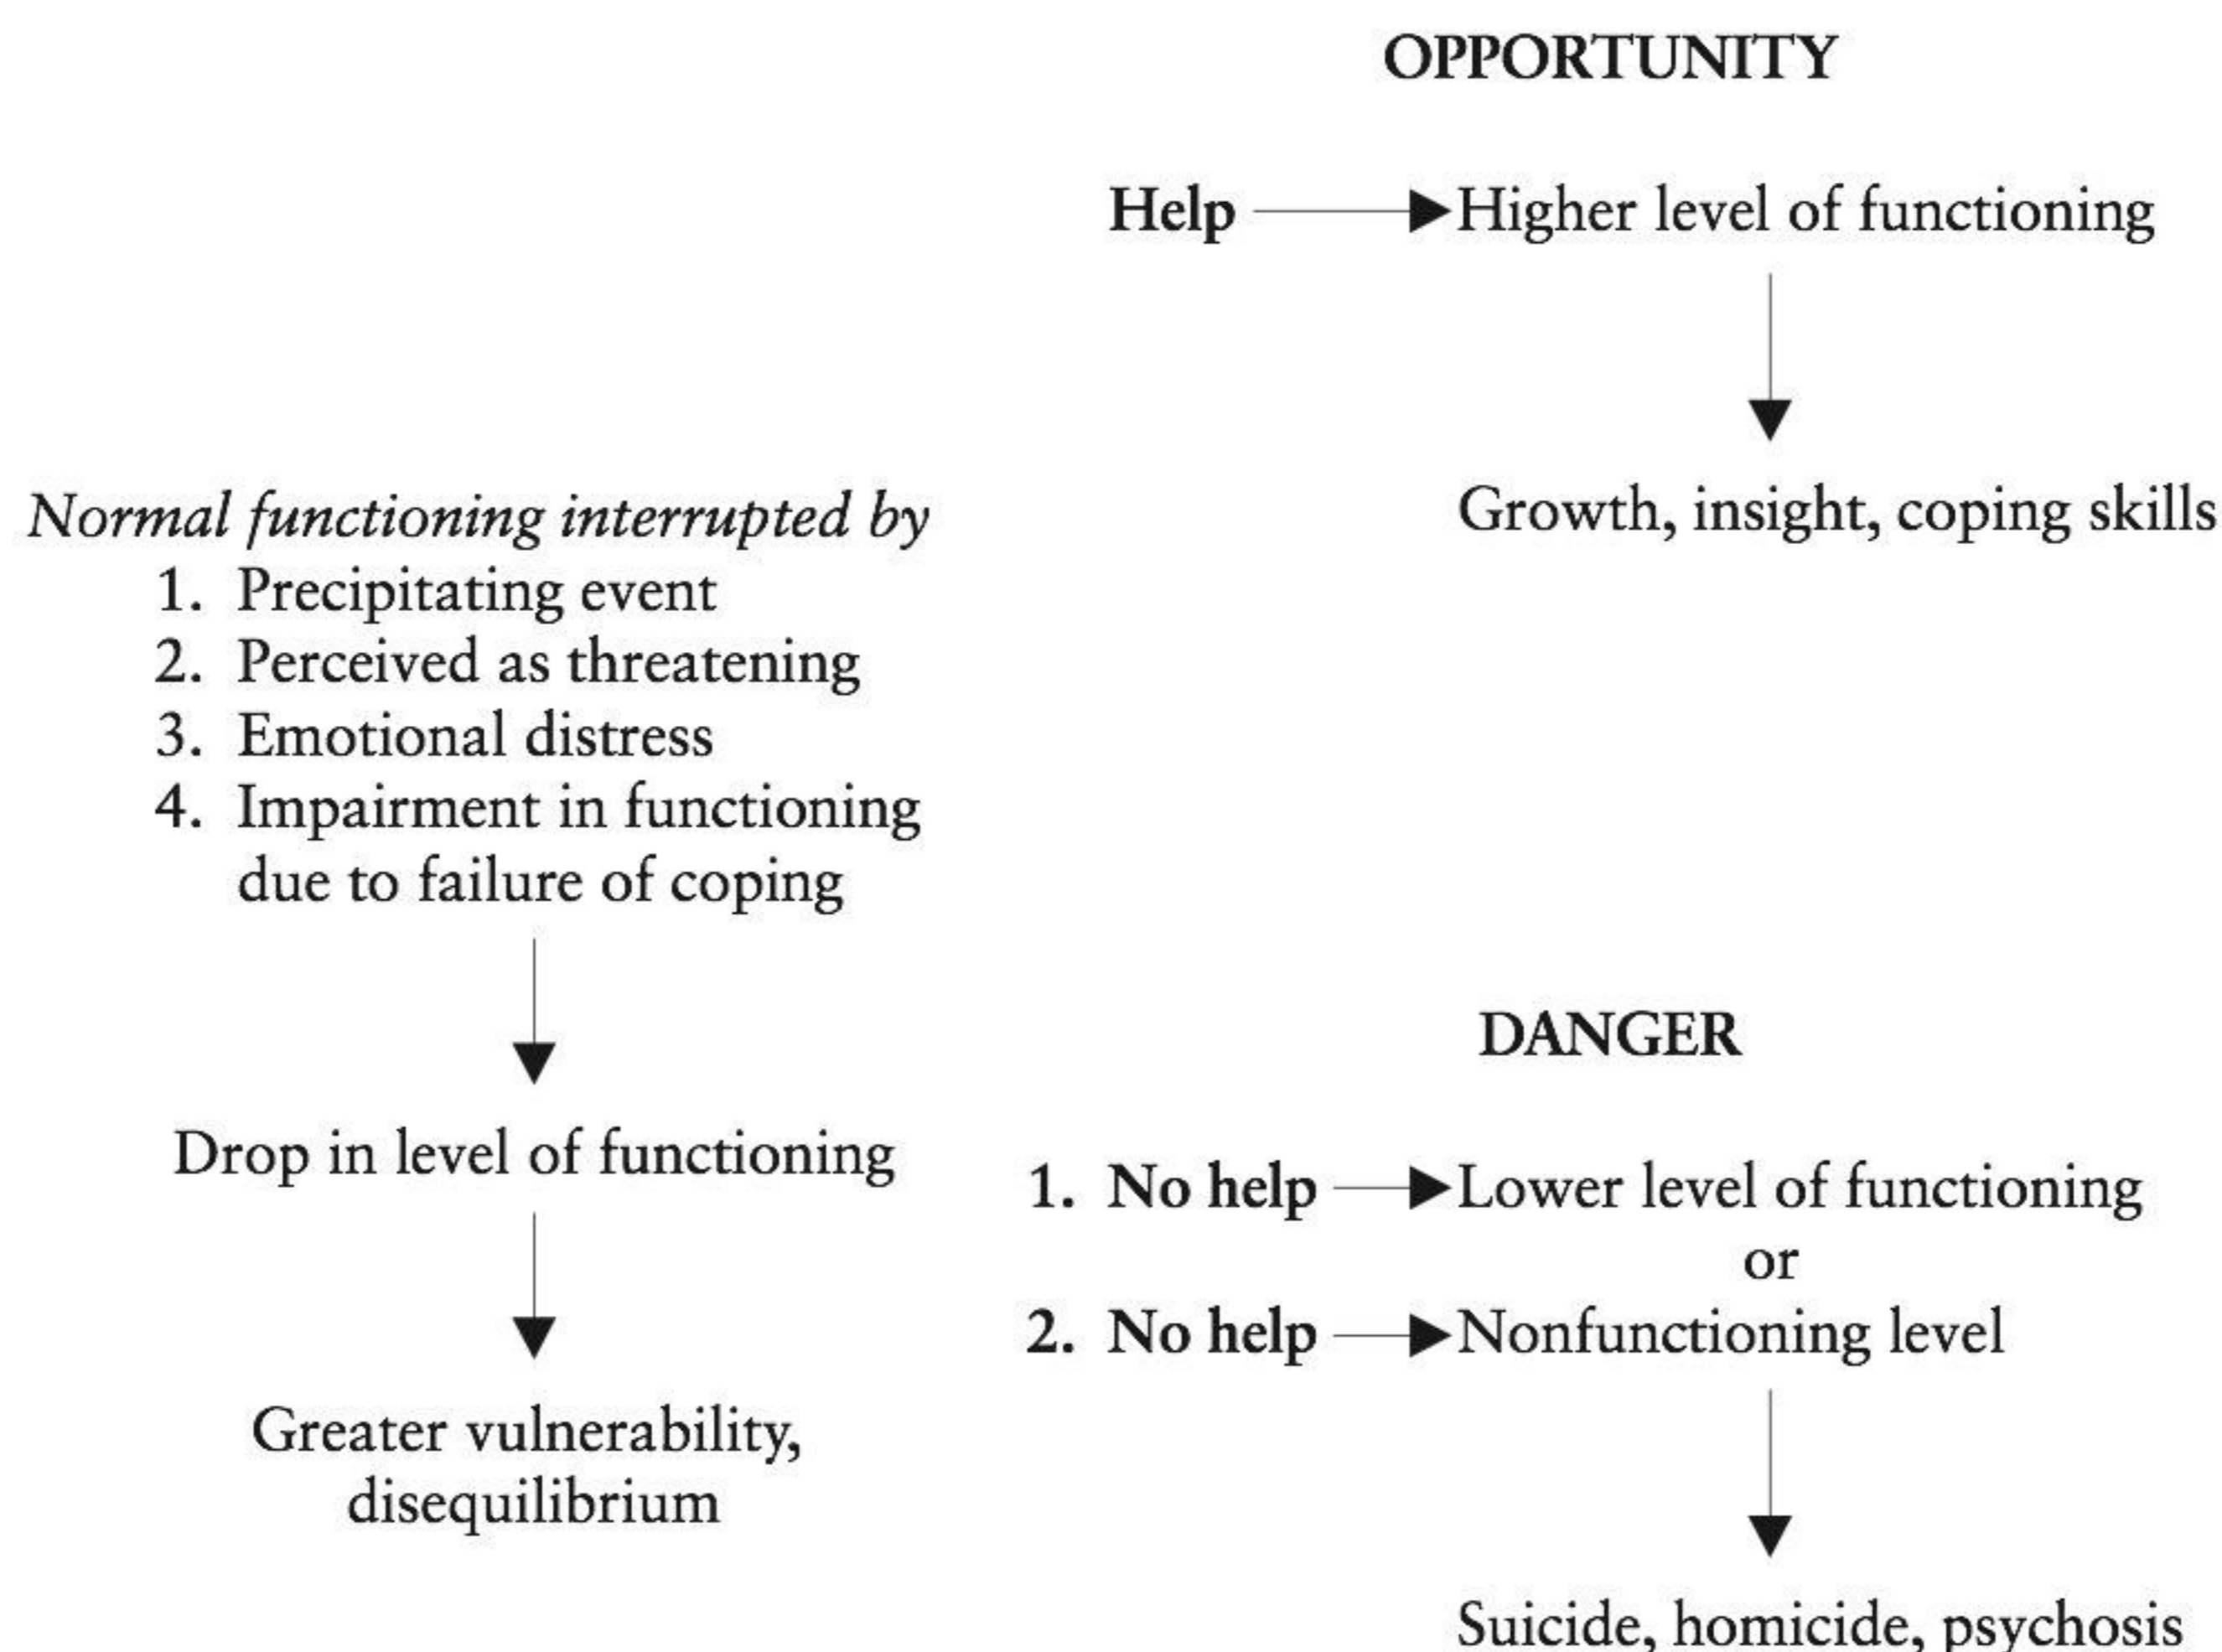 OPPORTUNITY
Help
Higher level of functioning
Growth, insight, coping skills
Normal functioning interrupted by
1. Precipitating event
2. Perceived as threatening
3. Emotional distress
4. Impairment in functioning
due to failure of coping
Drop in level of functioning
Greater vulnerability,
disequilibrium
DANGER
1. No help
Lower level of functioning
or
2. No help
Nonfunctioning level
Suicide, homicide, psychosis